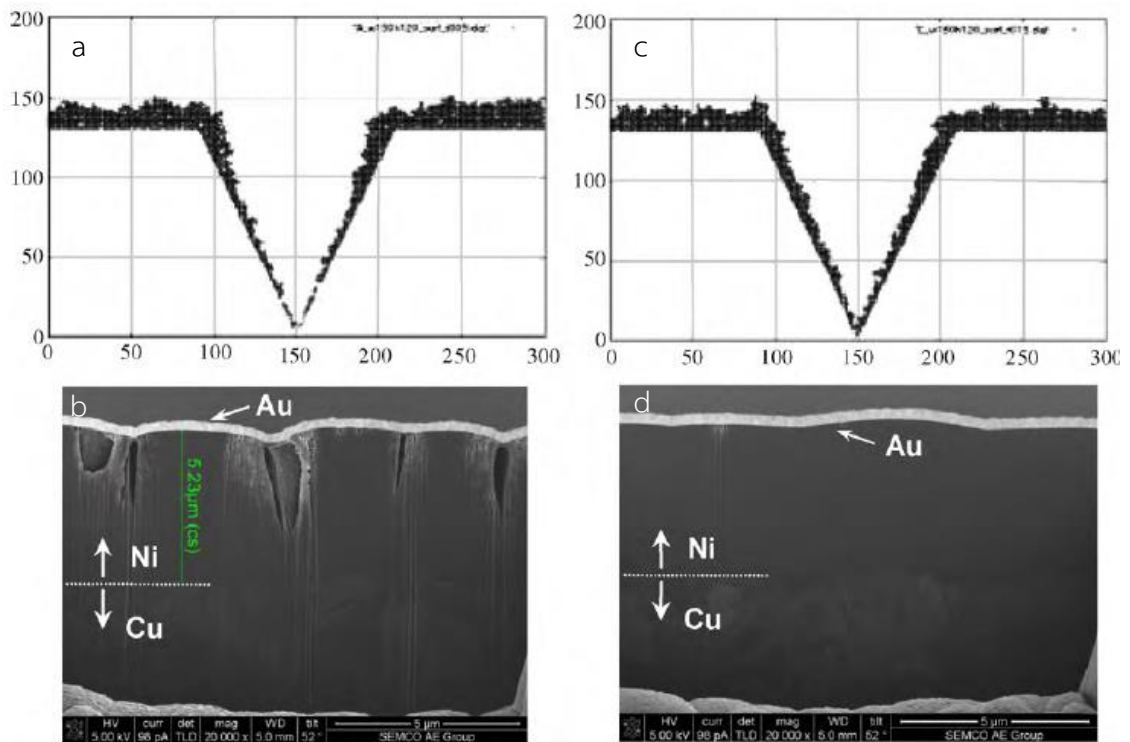 a
200
150
100
50
0
0
50
100
150
200
250
300
c
200
150
100
50
0
0
50
100
150
200
250
300
b
Au
5.23µm (cs)
Ni
Cu
HV curr det mag WD tilt
5.00 kV 98 pA TLD 20 000 x 5.0 mm 52 °
5 µm
SEMCO AE Group
d
Au
Ni
Cu
HV curr det mag WD tilt
5.00 kV 98 pA TLD 20 000 x 5.0 mm 52 °
5 µm
SEMCO AE Group